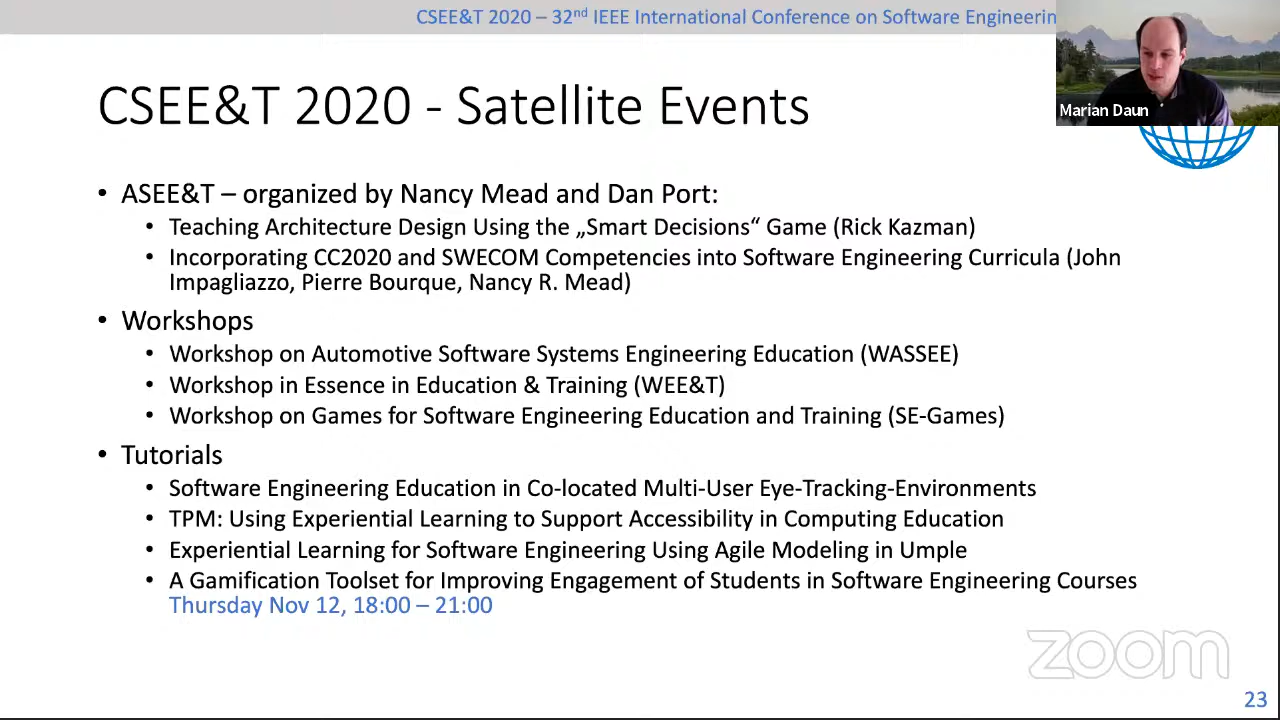 CSEE&T 2020 – 32nd IEEE International Conference on Software Engineerin
Marian Daun
CSEE&T 2020 - Satellite Events
• ASEE&T – organized by Nancy Mead and Dan Port:
• Teaching Architecture Design Using the „Smart Decisions“ Game (Rick Kazman)
• Incorporating CC2020 and SWECOM Competencies into Software Engineering Curricula (John
Impagliazzo, Pierre Bourque, Nancy R. Mead)
• Workshops
• Workshop on Automotive Software Systems Engineering Education (WASSEE)
• Workshop in Essence in Education & Training (WEE&T)
• Workshop on Games for Software Engineering Education and Training (SE-Games)
• Tutorials
• Software Engineering Education in Co-located Multi-User Eye-Tracking-Environments
• TPM: Using Experiential Learning to Support Accessibility in Computing Education
• Experiential Learning for Software Engineering Using Agile Modeling in Umple
• A Gamification Toolset for Improving Engagement of Students in Software Engineering Courses
Thursday Nov 12, 18:00 – 21:00
zoom
23